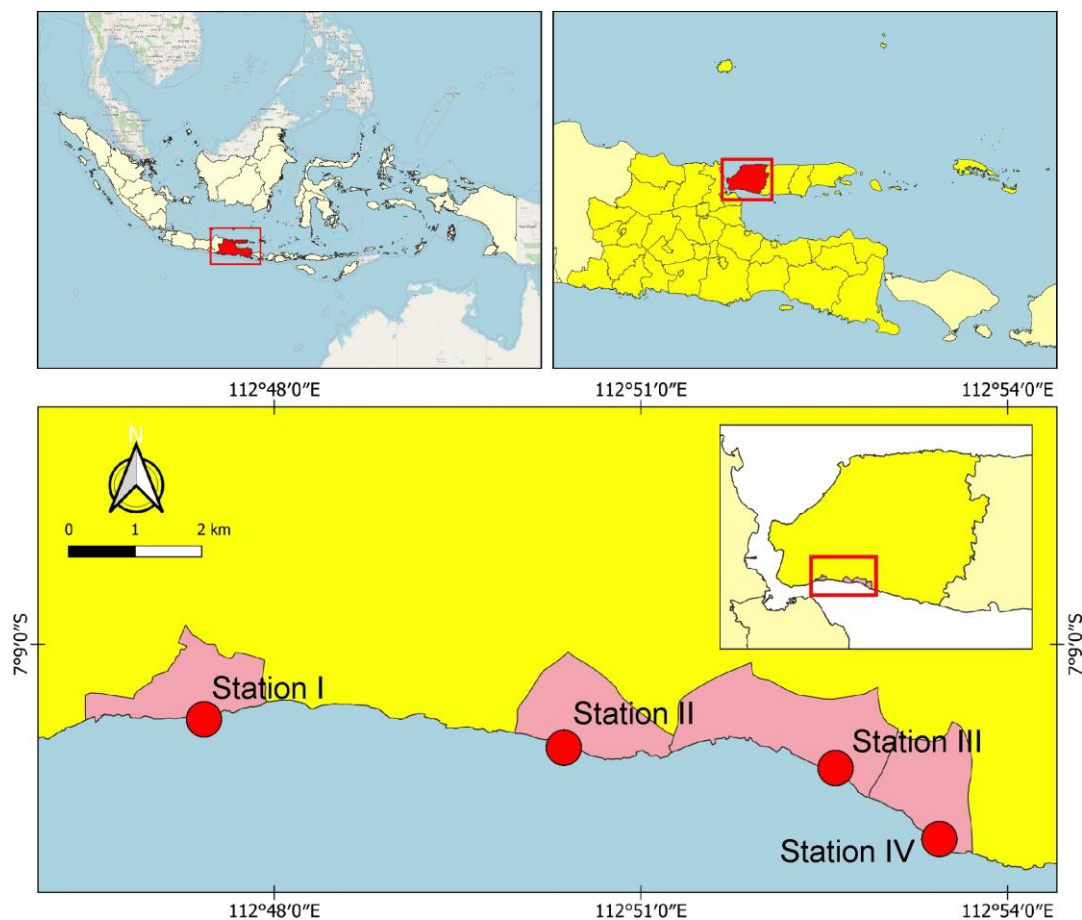 112°48′0″E 112°51′0″E 112°54′0″E
N
0 1 2 km
7°9′0″S 7°9′0″S
Station I
Station II
Station III
Station IV
112°48′0″E 112°51′0″E 112°54′0″E